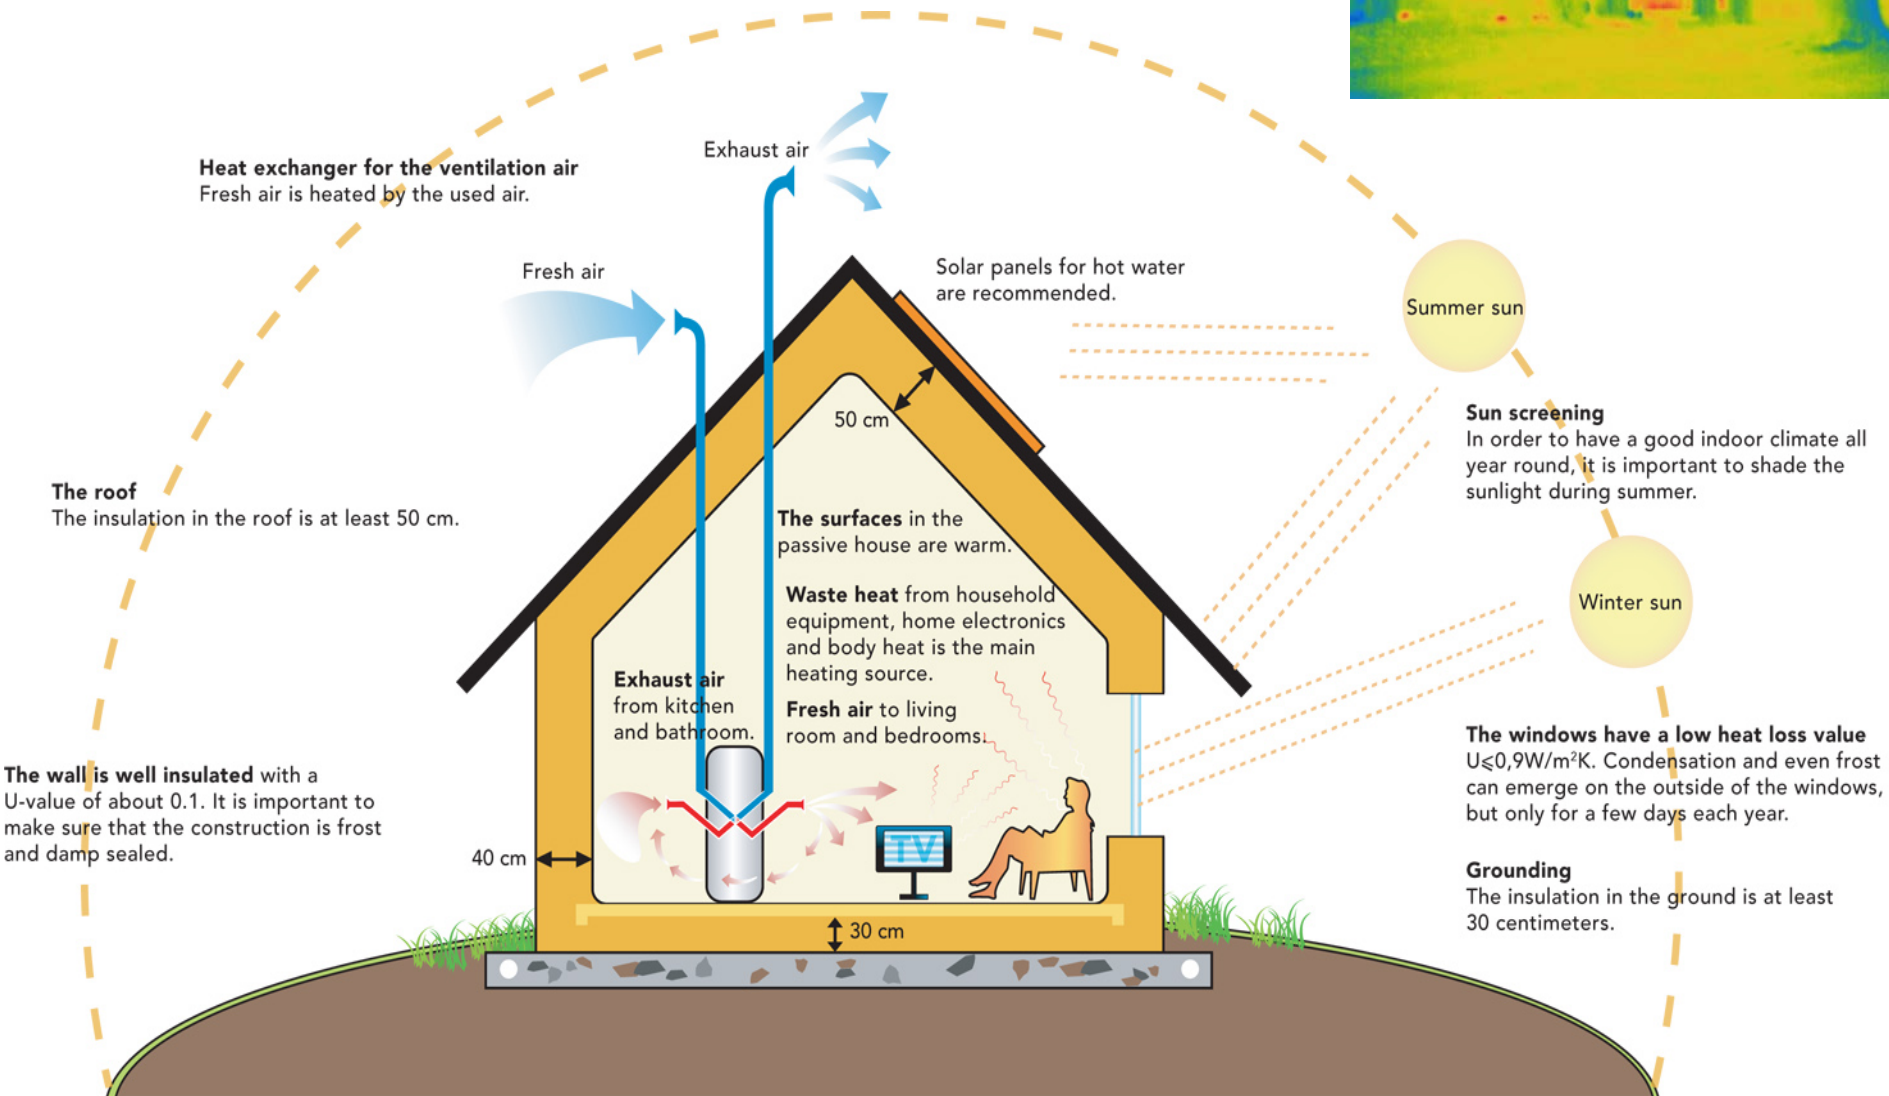 Exhaust air
Heat exchanger for the ventilation air
Fresh air is heated by the used air.
Fresh air
Solar panels for hot water
are recommended.
Summer sun
50 cm
Sun screening
In order to have a good indoor climate all
year round, it is important to shade the
sunlight during summer.
The roof
The insulation in the roof is at least 50 cm.
The surfaces in the
passive house are warm.
Waste heat from household
equipment, home electronics
and body heat is the main
heating source.
Winter sun
Exhaust air
from kitchen
and bathroom.
Fresh air to living
room and bedrooms.
The windows have a low heat loss value
U⩽0,9W/m²K. Condensation and even frost
can emerge on the outside of the windows,
but only for a few days each year.
The wall is well insulated with a
U-value of about 0.1. It is important to
make sure that the construction is frost
and damp sealed.
40 cm
TV
Grounding
The insulation in the ground is at least
30 centimeters.
30 cm